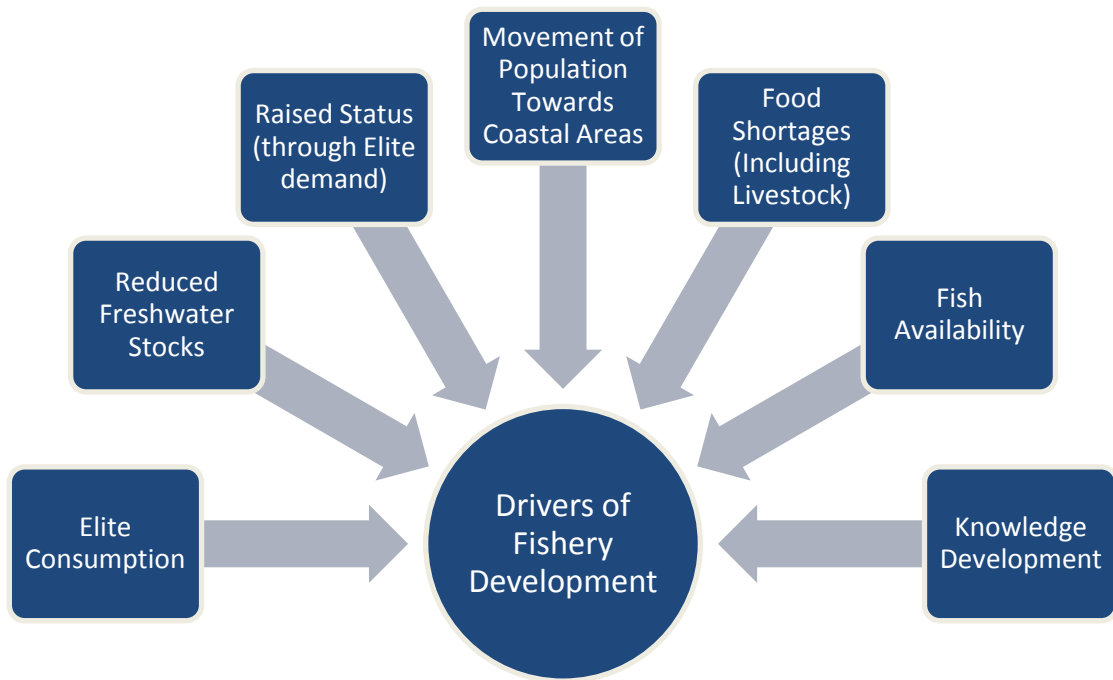 Elite
Consumption
Reduced
Freshwater
Stocks
Raised Status
(through Elite
demand)
Movement of
Population
Towards
Coastal Areas
Food
Shortages
(Including
Livestock)
Fish
Availability
Knowledge
Development
Drivers of
Fishery
Development